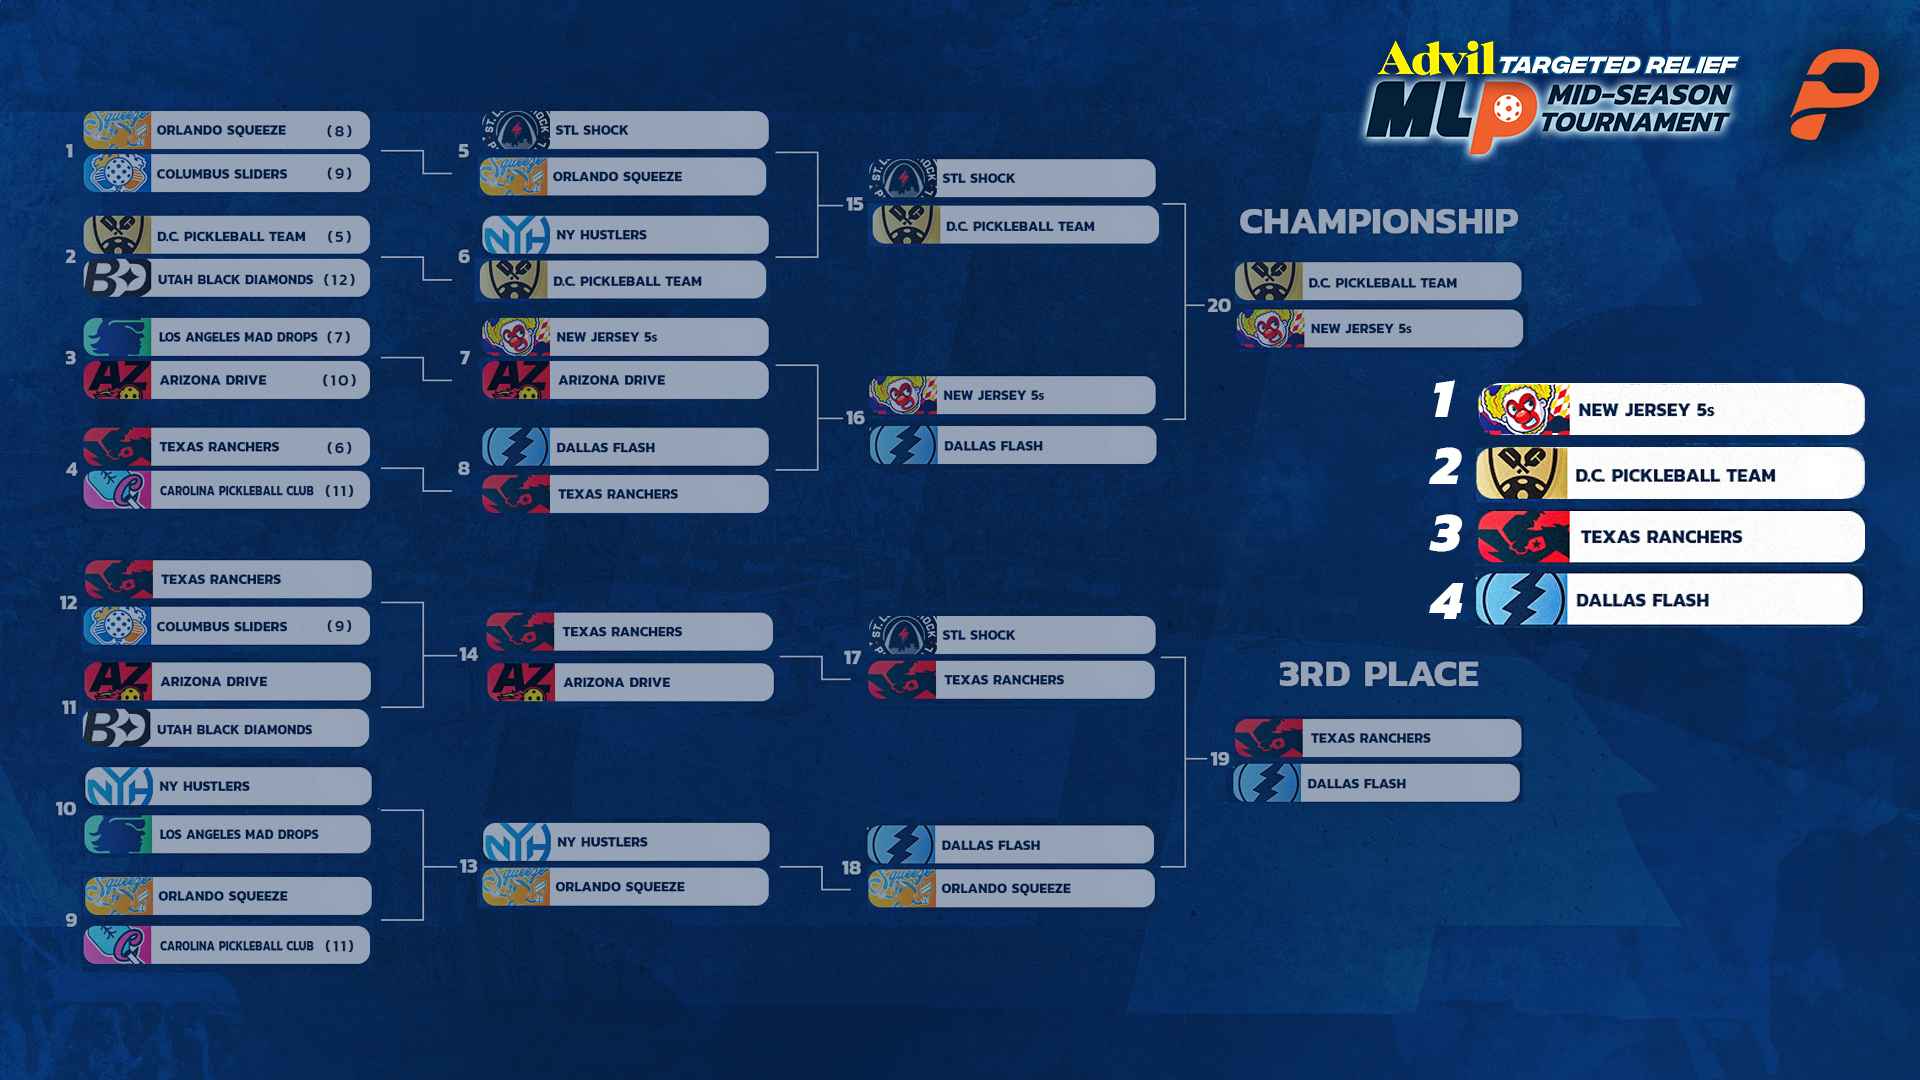 Advil TARGETED RELIEF
MLP MID-SEASON
TOURNAMENT
1
ORLANDO SQUEEZE (8)
COLUMBUS SLIDERS (9)
2
D.C. PICKLEBALL TEAM (5)
UTAH BLACK DIAMONDS (12)
3
LOS ANGELES MAD DROPS (7)
ARIZONA DRIVE (10)
4
TEXAS RANCHERS (6)
CAROLINA PICKLEBALL CLUB (11)
5
STL SHOCK
ORLANDO SQUEEZE
6
NY HUSTLERS
D.C. PICKLEBALL TEAM
7
NEW JERSEY 5s
ARIZONA DRIVE
8
DALLAS FLASH
TEXAS RANCHERS
15
STL SHOCK
D.C. PICKLEBALL TEAM
16
NEW JERSEY 5s
DALLAS FLASH
CHAMPIONSHIP
20
D.C. PICKLEBALL TEAM
NEW JERSEY 5s
1 NEW JERSEY 5s
2 D.C. PICKLEBALL TEAM
3 TEXAS RANCHERS
4 DALLAS FLASH
12
TEXAS RANCHERS
COLUMBUS SLIDERS (9)
11
ARIZONA DRIVE
UTAH BLACK DIAMONDS
10
NY HUSTLERS
LOS ANGELES MAD DROPS
9
ORLANDO SQUEEZE
CAROLINA PICKLEBALL CLUB (11)
14
TEXAS RANCHERS
ARIZONA DRIVE
13
NY HUSTLERS
ORLANDO SQUEEZE
17
STL SHOCK
TEXAS RANCHERS
18
DALLAS FLASH
ORLANDO SQUEEZE
3RD PLACE
19
TEXAS RANCHERS
DALLAS FLASH